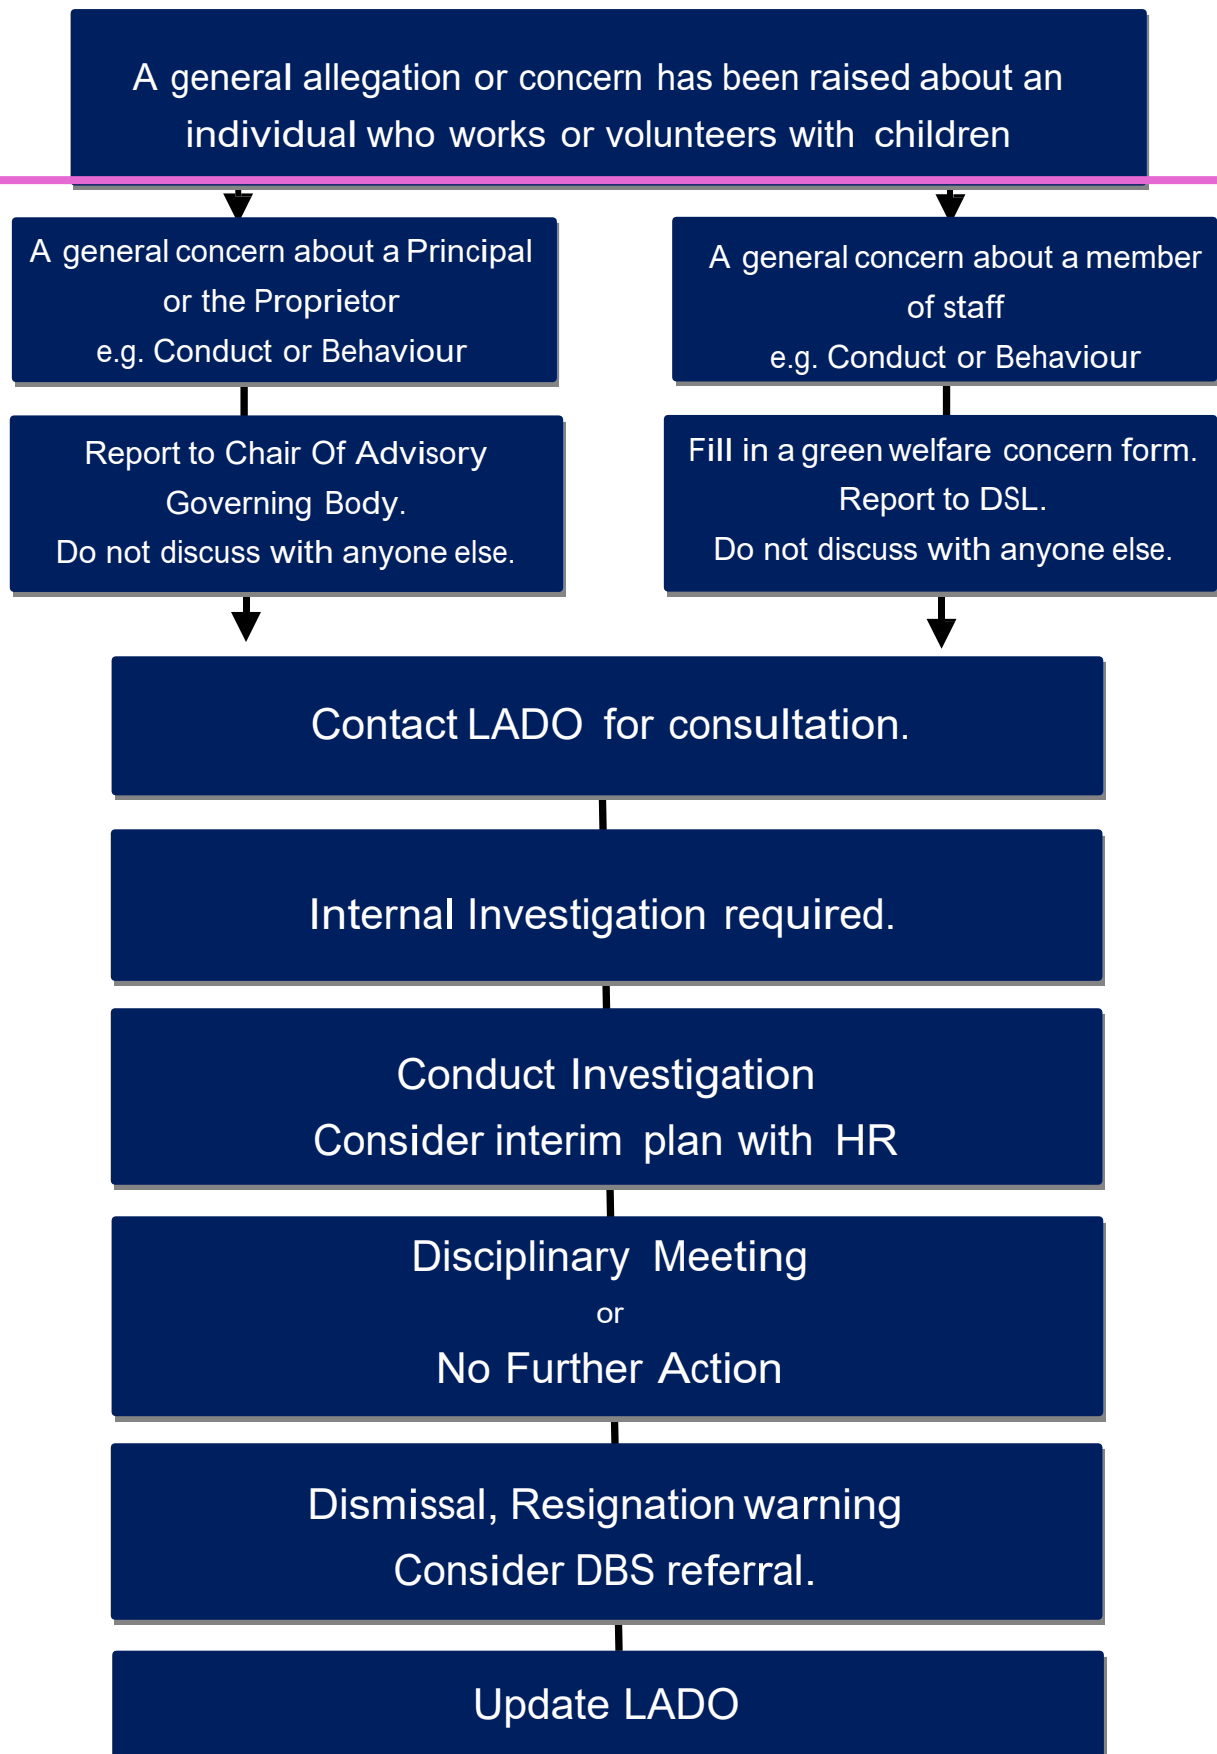 A general allegation or concern has been raised about an
individual who works or volunteers with children
A general concern about a Principal
or the Proprietor
e.g. Conduct or Behaviour
A general concern about a member
of staff
e.g. Conduct or Behaviour
Report to Chair Of Advisory
Governing Body.
Do not discuss with anyone else.
Fill in a green welfare concern form.
Report to DSL.
Do not discuss with anyone else.
Contact LADO for consultation.
Internal Investigation required.
Conduct Investigation
Consider interim plan with HR
Disciplinary Meeting
or
No Further Action
Dismissal, Resignation warning
Consider DBS referral.
Update LADO